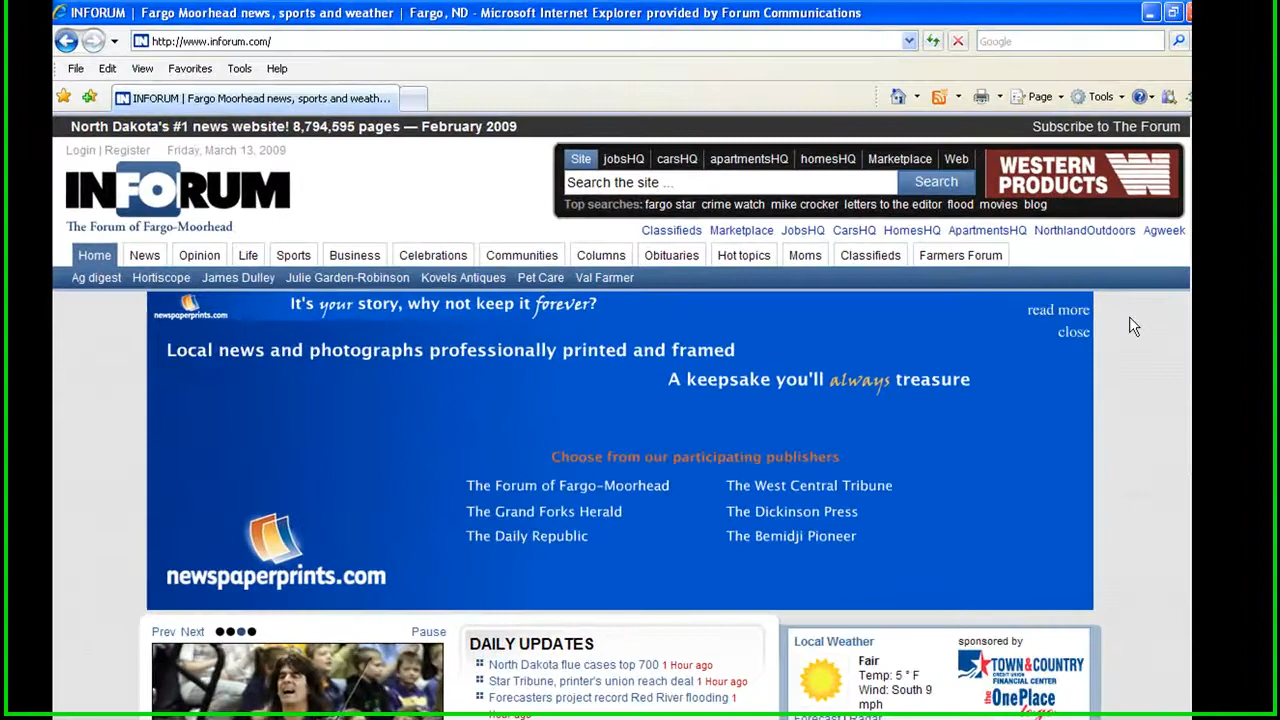 INFORUM | Fargo Moorhead news, sports and weather | Fargo, ND - Microsoft Internet Explorer provided by Forum Communications
http://www.inforum.com/
Google
File Edit View Favorites Tools Help
INFORUM | Fargo Moorhead news, sports and weath...
Page Tools
North Dakota's #1 news website! 8,794,595 pages — February 2009
Subscribe to The Forum
Login | Register Friday, March 13, 2009
INFORUM
The Forum of Fargo-Moorhead
Site jobsHQ carsHQ apartmentsHQ homesHQ Marketplace Web
Search the site ... Search
Top searches: fargo star crime watch mike crocker letters to the editor flood movies blog
WESTERN
PRODUCTS
Classifieds Marketplace JobsHQ CarsHQ HomesHQ ApartmentsHQ NorthlandOutdoors Agweek
Home News Opinion Life Sports Business Celebrations Communities Columns Obituaries Hot topics Moms Classifieds Farmers Forum
Ag digest Hortiscope James Dulley Julie Garden-Robinson Kovels Antiques Pet Care Val Farmer
newspaperprints.com
It's your story, why not keep it forever?
read more
close
Local news and photographs professionally printed and framed
A keepsake you'll always treasure
Choose from our participating publishers
The Forum of Fargo-Moorhead The West Central Tribune
The Grand Forks Herald The Dickinson Press
The Daily Republic The Bemidji Pioneer
newspaperprints.com
Prev Next Pause
DAILY UPDATES
North Dakota flue cases top 700 1 Hour ago
Star Tribune, printer's union reach deal 1 Hour ago
Forecasters project record Red River flooding 1
Hour ago
Local Weather
Fair
Temp: 5 ° F
Wind: South 9
mph
Forecast | Radar
sponsored by
TOWN & COUNTRY
CREDIT UNION
FINANCIAL CENTER
the OnePlace